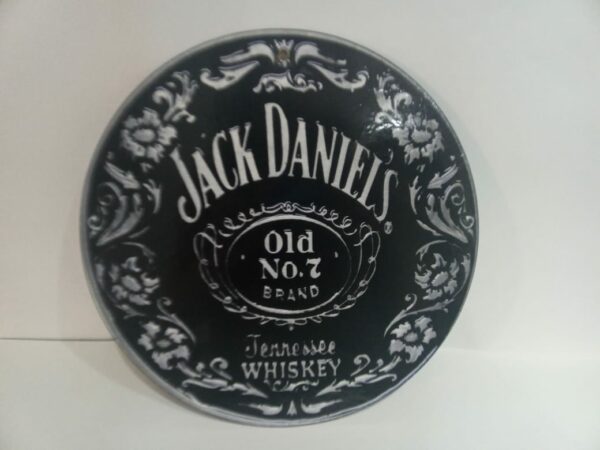 JACK DANIEL'S®
Old
No.7
BRAND
Tennessee
WHISKEY